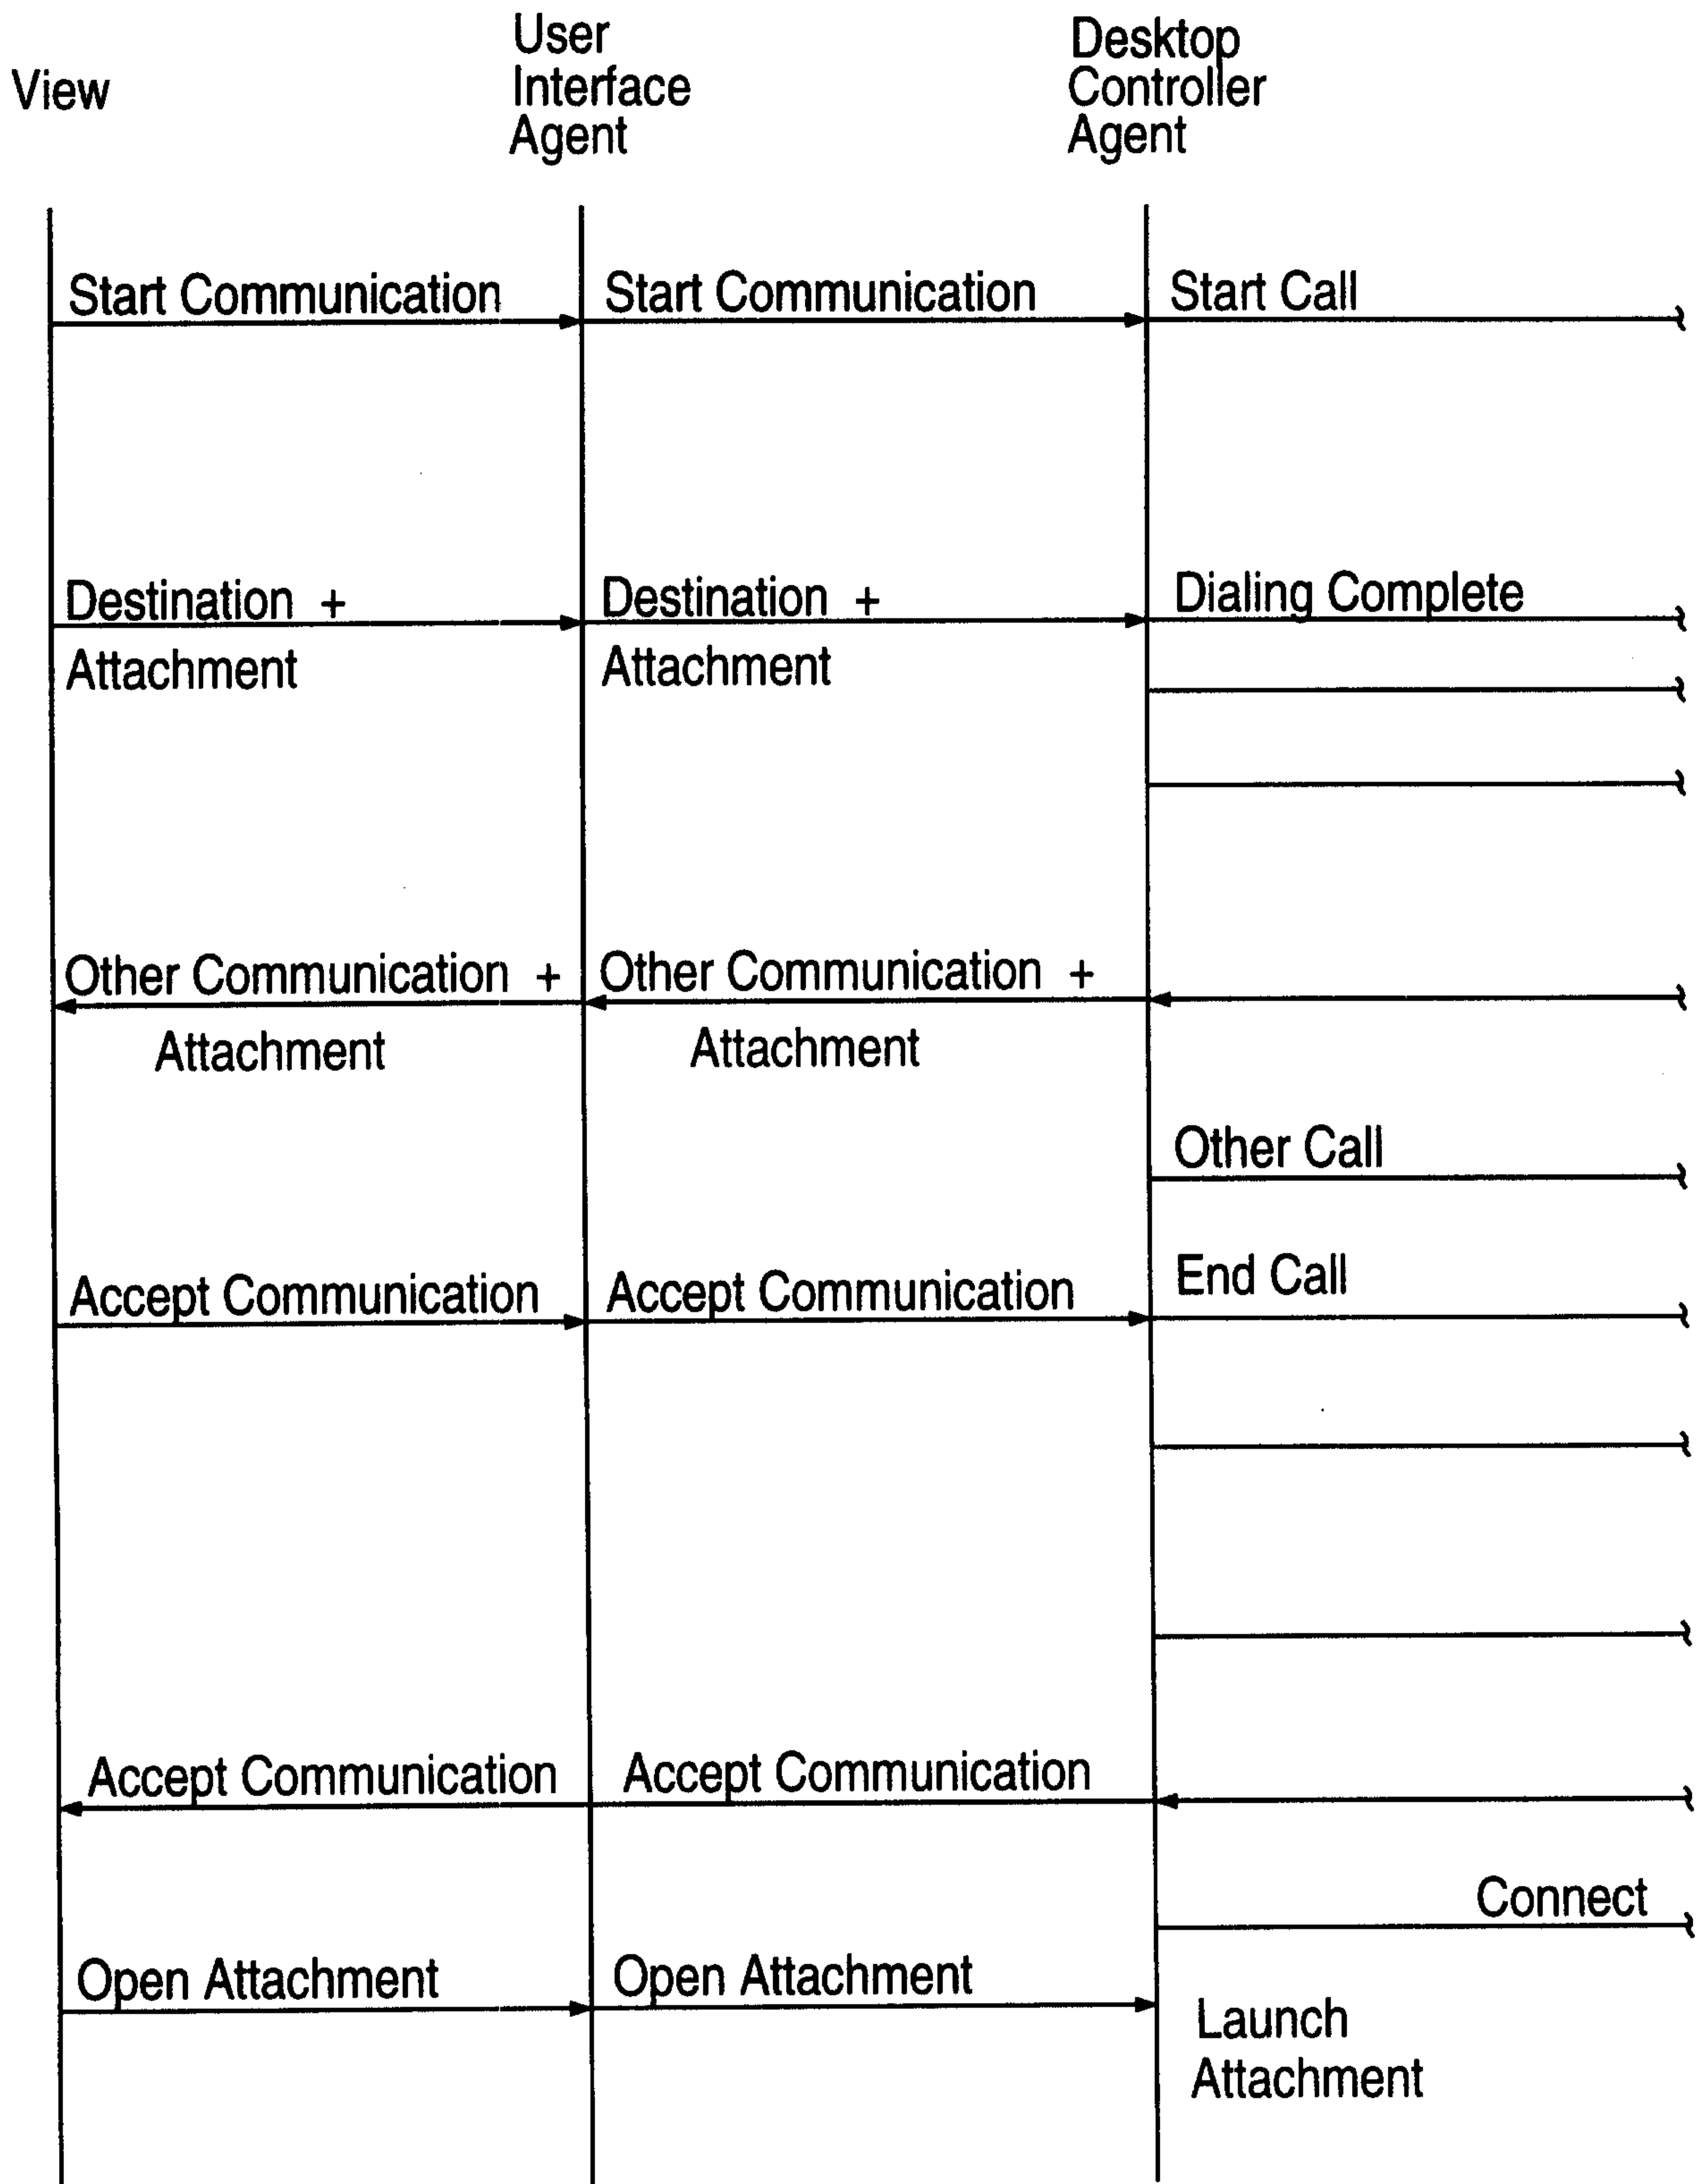 View
User
Interface
Agent
Desktop
Controller
Agent
Start Communication
Start Communication
Start Call
Destination +
Attachment
Destination +
Attachment
Dialing Complete
Other Communication +
Attachment
Other Communication +
Attachment
Other Call
Accept Communication
Accept Communication
End Call
Accept Communication
Accept Communication
Connect
Open Attachment
Open Attachment
Launch
Attachment